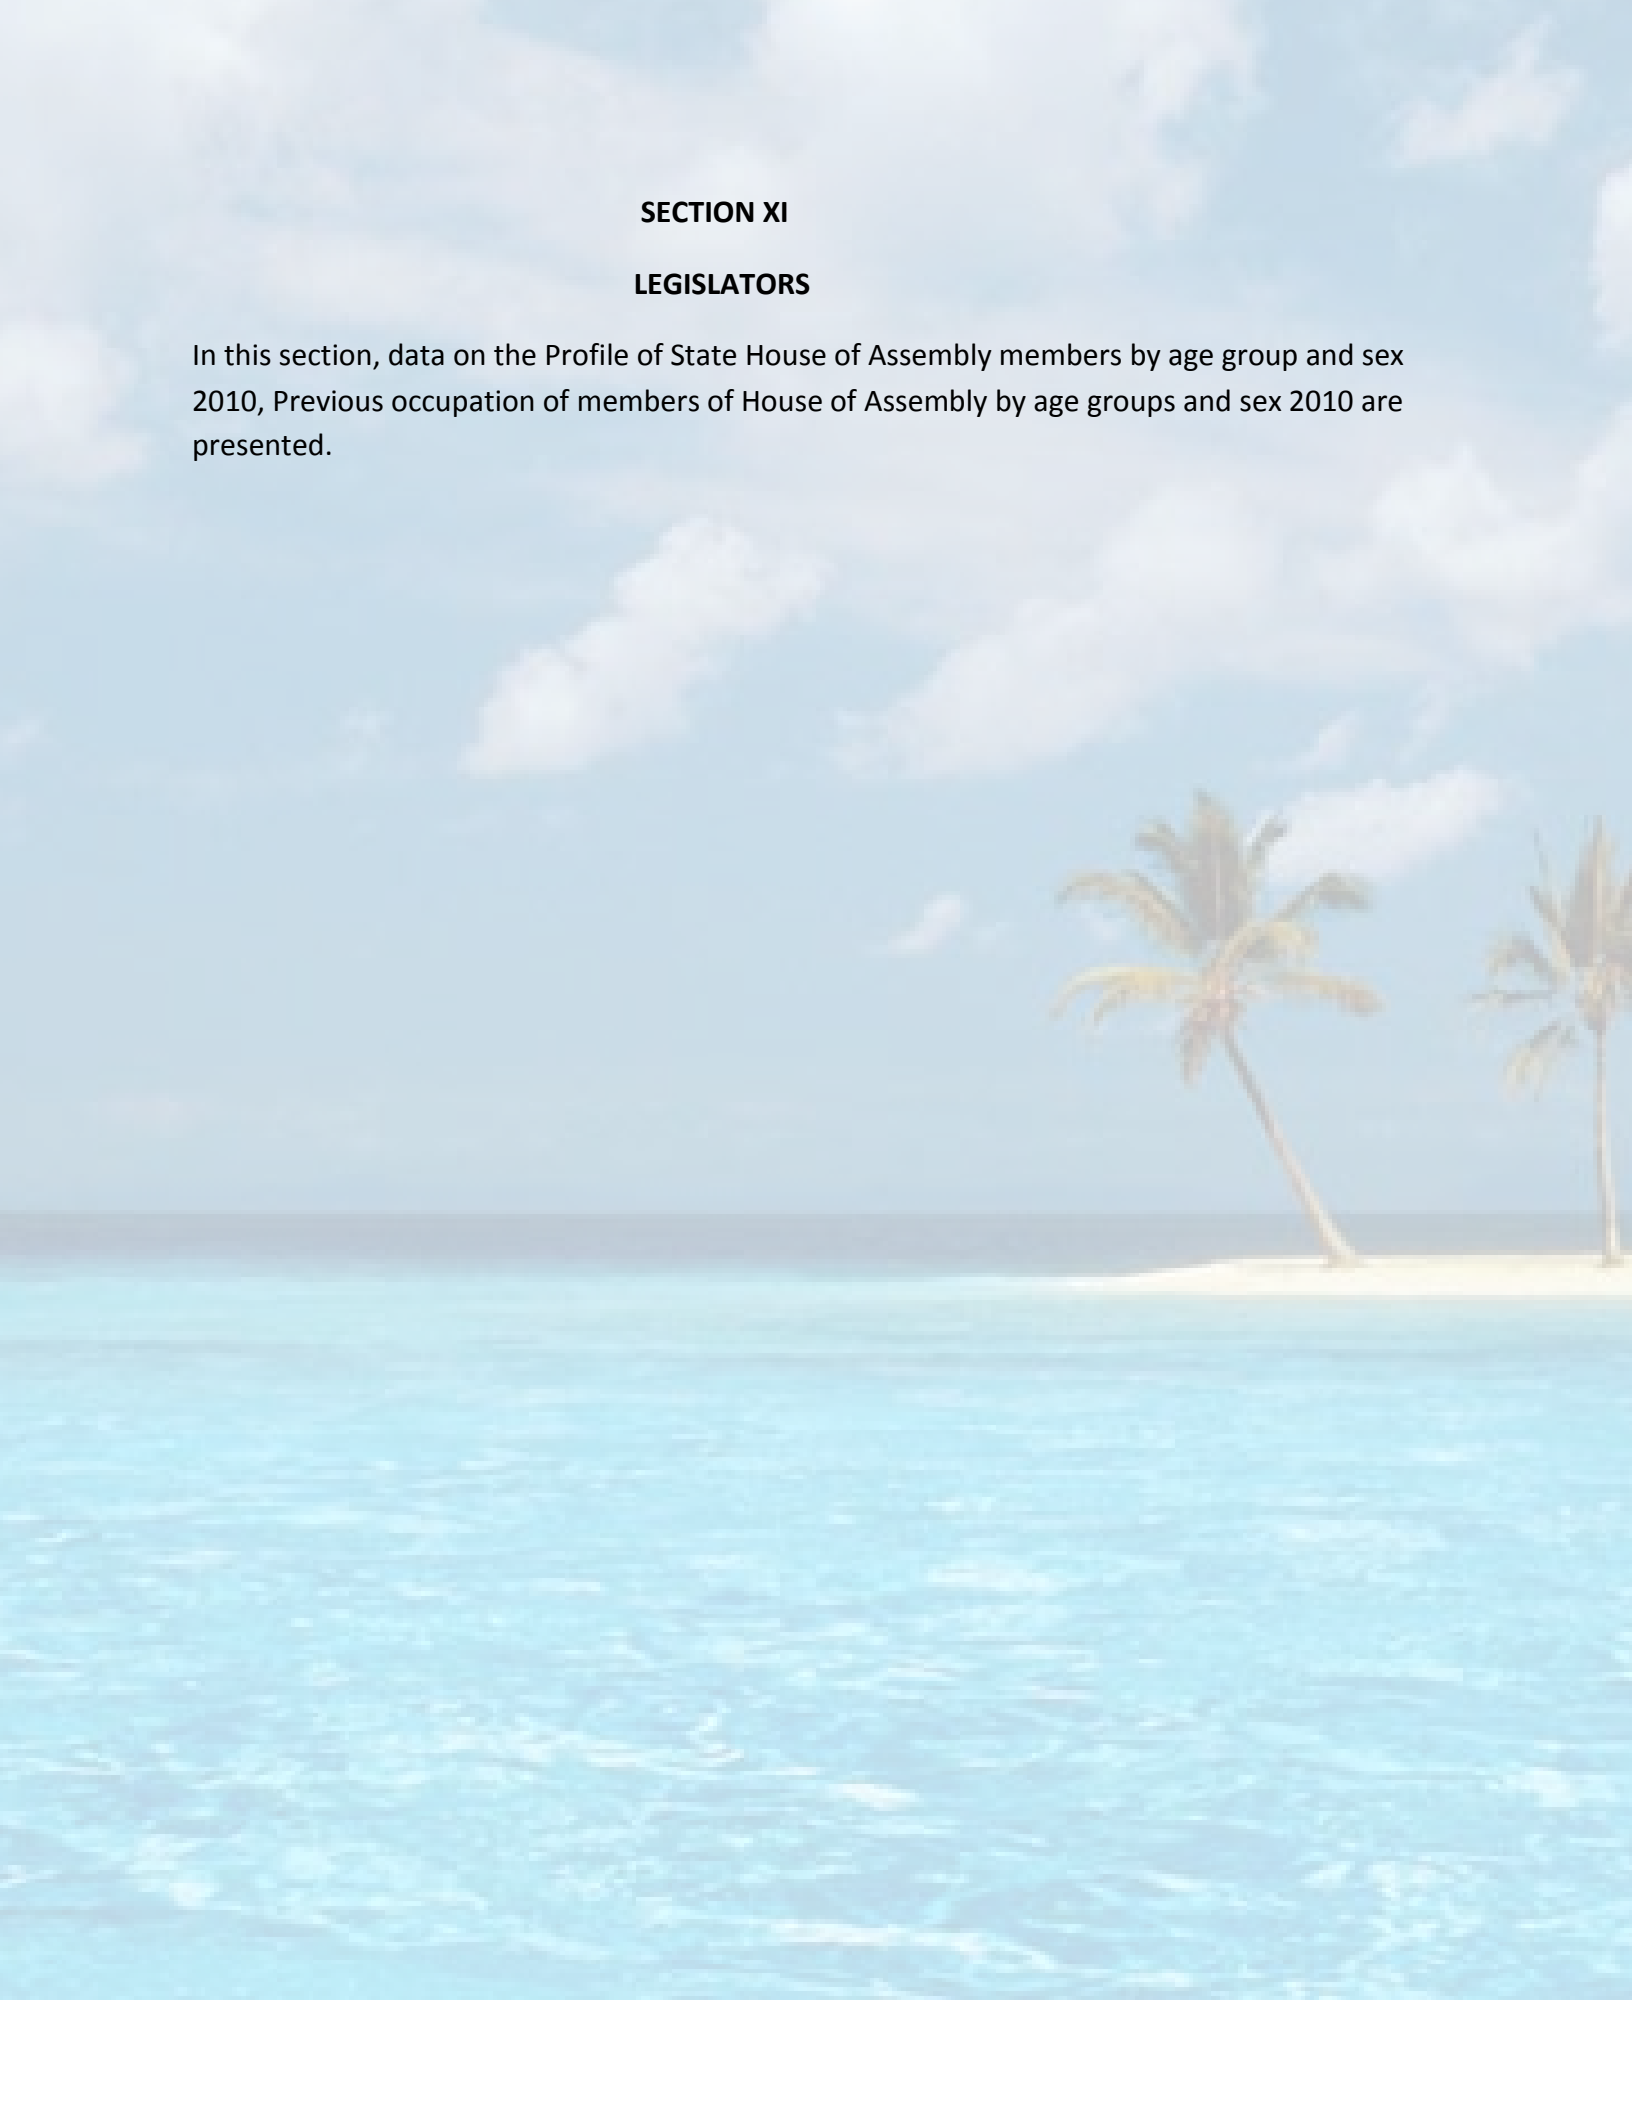 SECTION XI
LEGISLATORS
In this section, data on the Profile of State House of Assembly members by age group and sex
2010, Previous occupation of members of House of Assembly by age groups and sex 2010 are
presented.